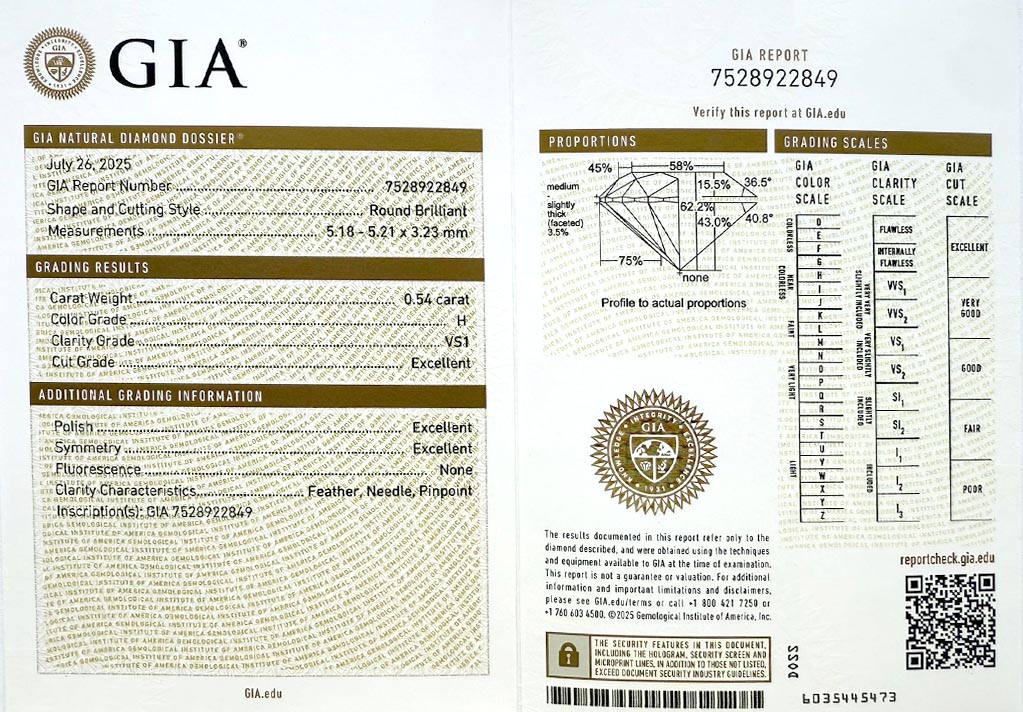 GIA®
GIA NATURAL DIAMOND DOSSIER®
July 26, 2025
GIA Report Number 7528922849
Shape and Cutting Style Round Brilliant
Measurements 5.18 - 5.21 x 3.23 mm
GRADING RESULTS
Carat Weight 0.54 carat
Color Grade H
Clarity Grade VS1
Cut Grade Excellent
ADDITIONAL GRADING INFORMATION
Polish Excellent
Symmetry Excellent
Fluorescence None
Clarity Characteristics Feather, Needle, Pinpoint
Inscription(s): GIA 7528922849
GIA.edu
GIA REPORT
7528922849
Verify this report at GIA.edu
PROPORTIONS
45%
58%
medium
-
slightly
thick
(faceted)
3.5%
15.5%
36.5°
62.2%
43.0%
40.8°
75%
none
Profile to actual proportions
INTEGRITY
GIA
1931
The results documented in this report refer only to the
diamond described, and were obtained using the techniques
and equipment available to GIA at the time of examination.
This report is not a guarantee or valuation. For additional
information and important limitations and disclaimers,
please see GIA.edu/terms or call +1 800 421 7250 or
+1 760 603 4500. ©2025 Gemological Institute of America, Inc.
THE SECURITY FEATURES IN THIS DOCUMENT,
INCLUDING THE HOLOGRAM, SECURITY SCREEN AND
MICROPRINT LINES, IN ADDITION TO THOSE NOT LISTED,
EXCEED DOCUMENT SECURITY INDUSTRY GUIDELINES.
GRADING SCALES
GIA
COLOR
SCALE
COLORLESS
D
E
F
NEAR COLORLESS
G
H
I
J
FAINT
K
L
M
VERY LIGHT
N
O
P
Q
R
LIGHT
S
T
U
V
W
X
Y
Z
GIA
CLARITY
SCALE
FLAWLESS
INTERNALLY
FLAWLESS
VERY VERY
SLIGHTLY INCLUDED
VVS1
VVS2
VERY SLIGHTLY
INCLUDED
VS1
VS2
SLIGHTLY
INCLUDED
SI1
SI2
INCLUDED
I1
I2
I3
GIA
CUT
SCALE
EXCELLENT
VERY
GOOD
GOOD
FAIR
POOR
reportcheck.gia.edu
DOSS
6035445473